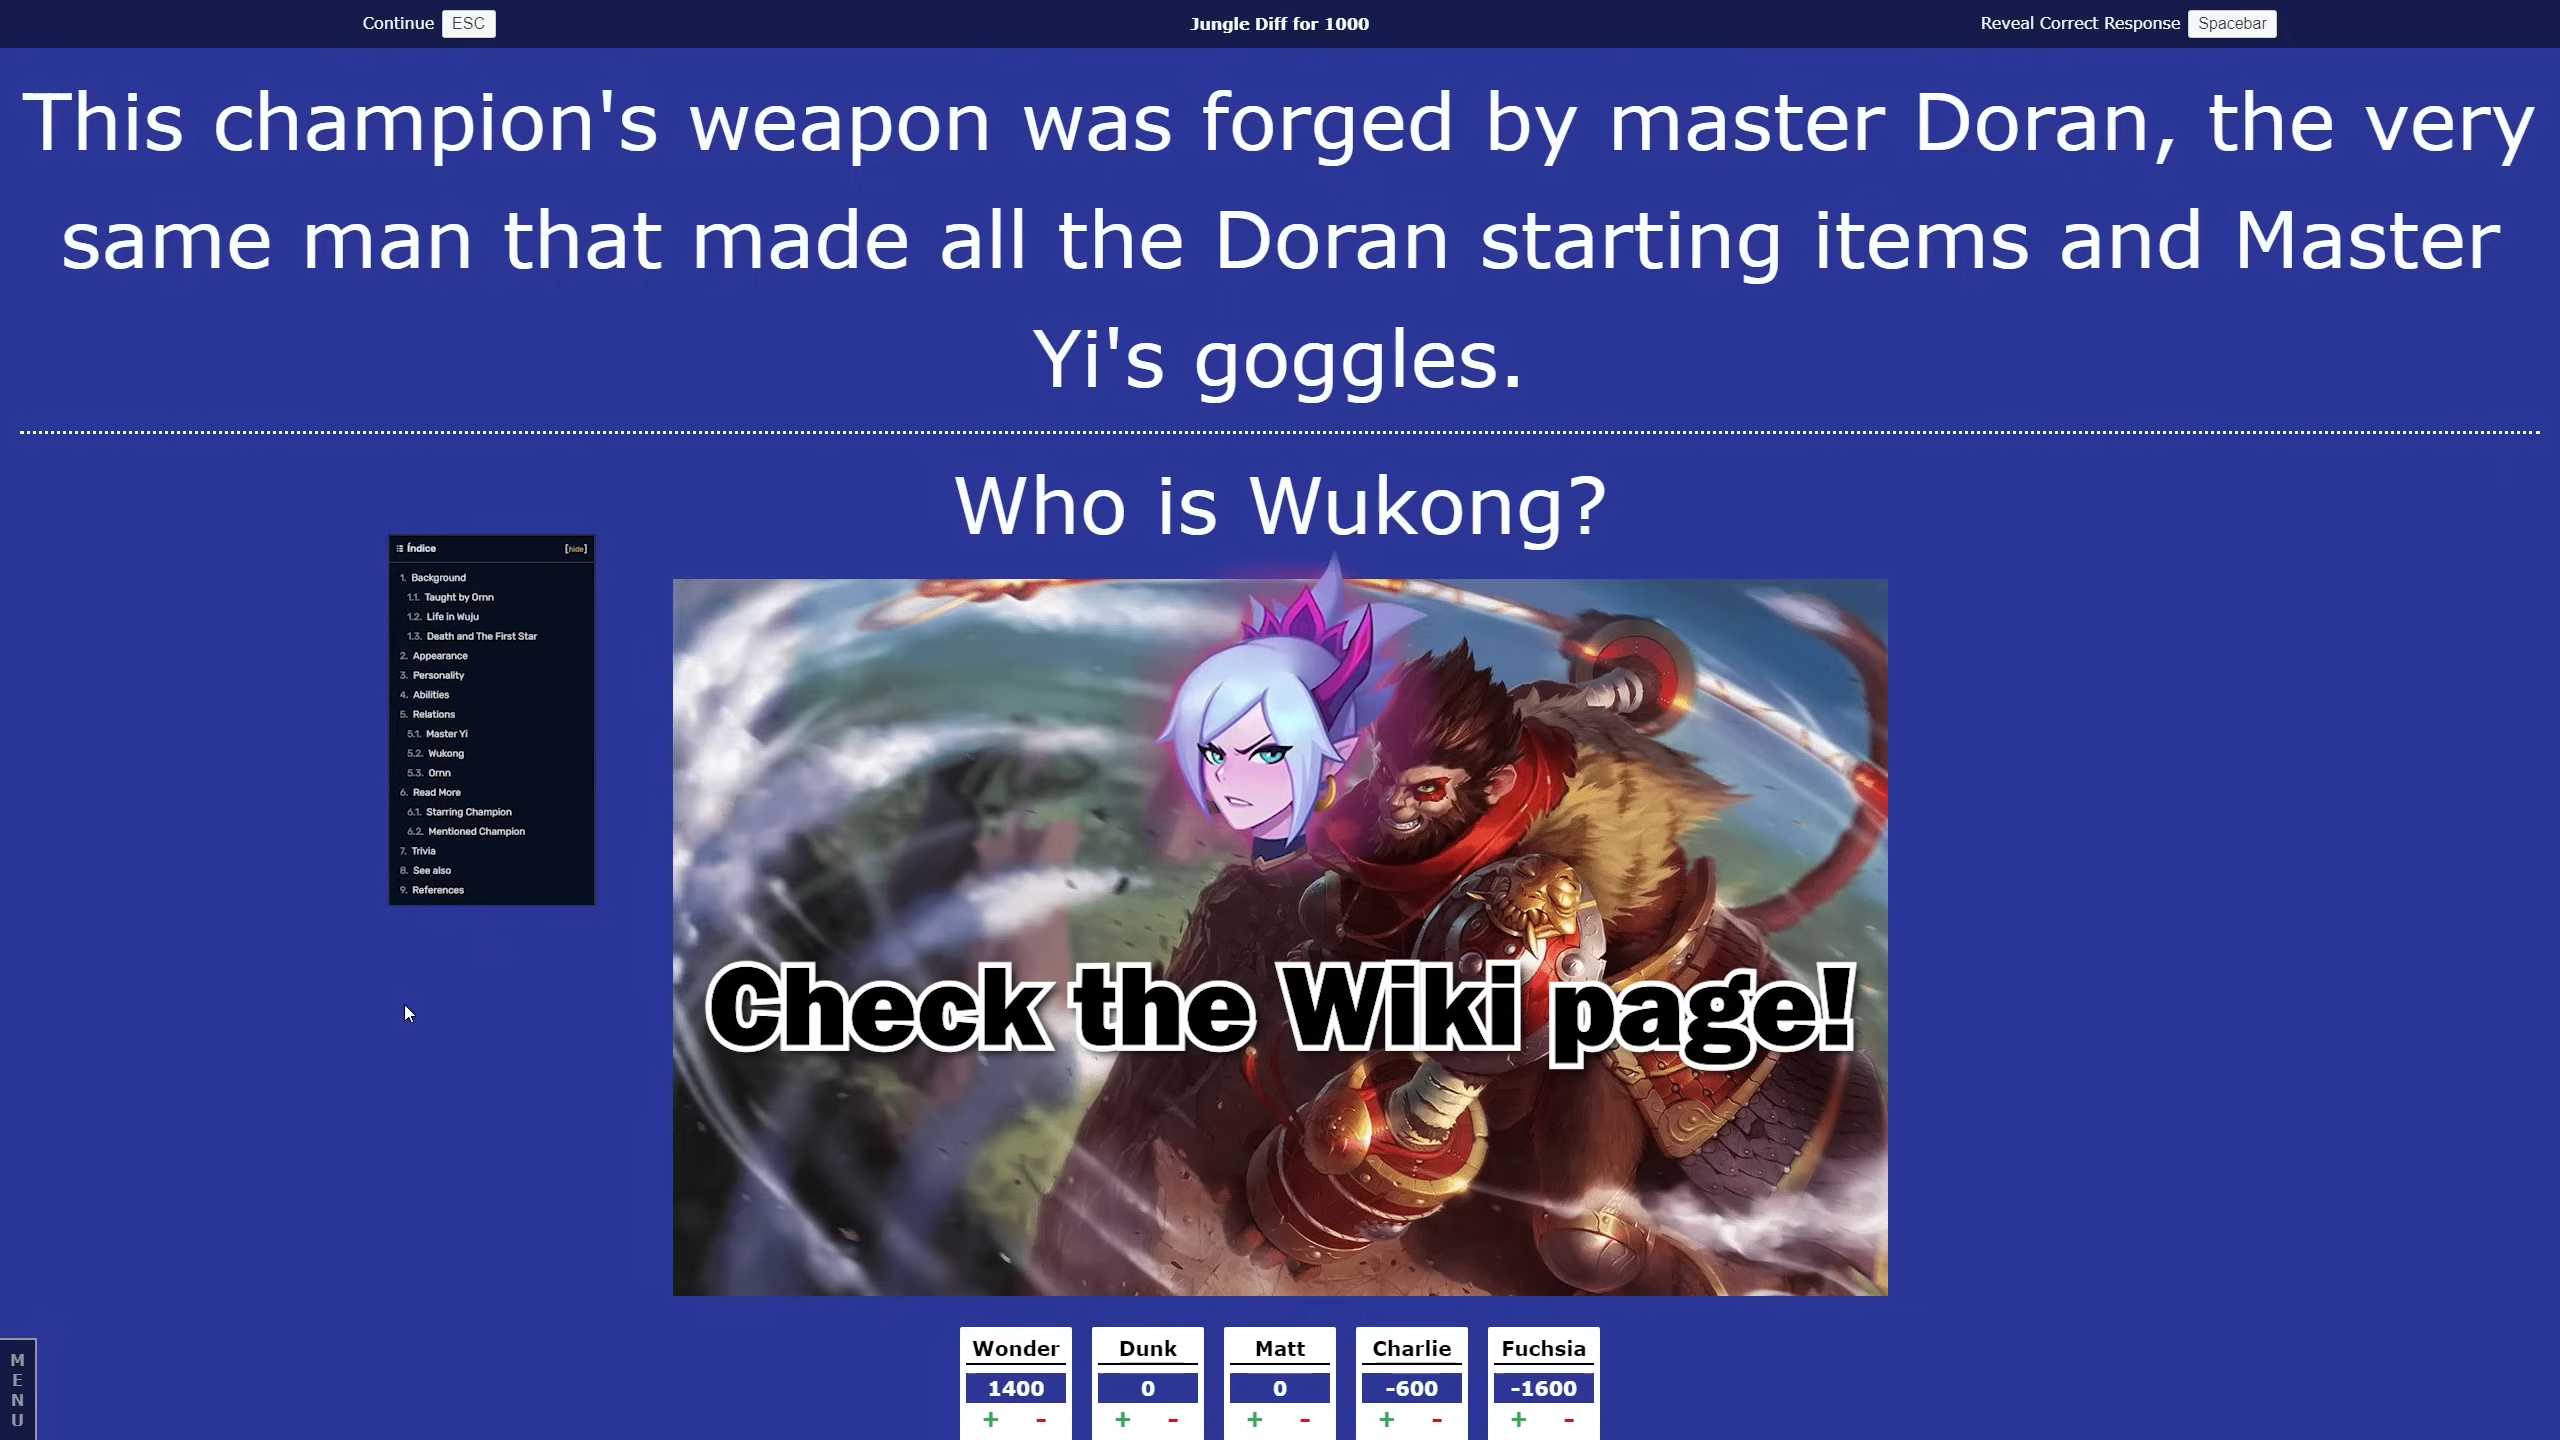 Continue ESC
Jungle Diff for 1000
Reveal Correct Response Spacebar
This champion's weapon was forged by master Doran, the very
same man that made all the Doran starting items and Master
Yi's goggles.
Who is Wukong?
Índice [hide]
1. Background
1.1. Taught by Ornn
1.2. Life in Wuju
1.3. Death and The First Star
2. Appearance
3. Personality
4. Abilities
5. Relations
5.1. Master Yi
5.2. Wukong
5.3. Ornn
6. Read More
6.1. Starring Champion
6.2. Mentioned Champion
7. Trivia
8. See also
9. References
Check the Wiki page!
MENU
Wonder Dunk Matt Charlie Fuchsia
1400 0 0 -600 -1600
+ - + - + - + - + -